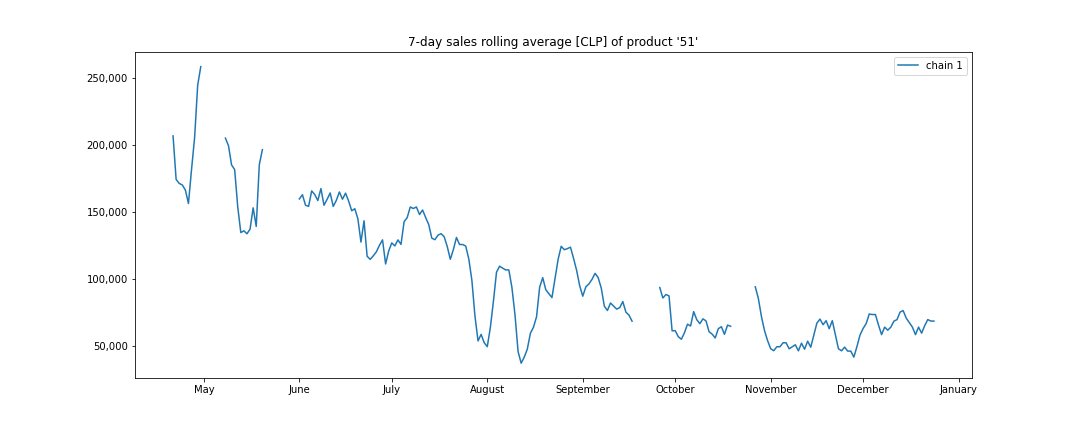 7-day sales rolling average [CLP] of product '51'
chain 1
250,000
200,000
150,000
100,000
50,000
May June July August September October November December January